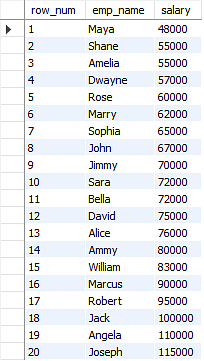 row_num emp_name salary
1 Maya 48000
2 Shane 55000
3 Amelia 55000
4 Dwayne 57000
5 Rose 60000
6 Marry 62000
7 Sophia 65000
8 John 67000
9 Jimmy 70000
10 Sara 72000
11 Bella 72000
12 David 75000
13 Alice 76000
14 Ammy 80000
15 William 83000
16 Marcus 90000
17 Robert 95000
18 Jack 100000
19 Angela 110000
20 Joseph 115000